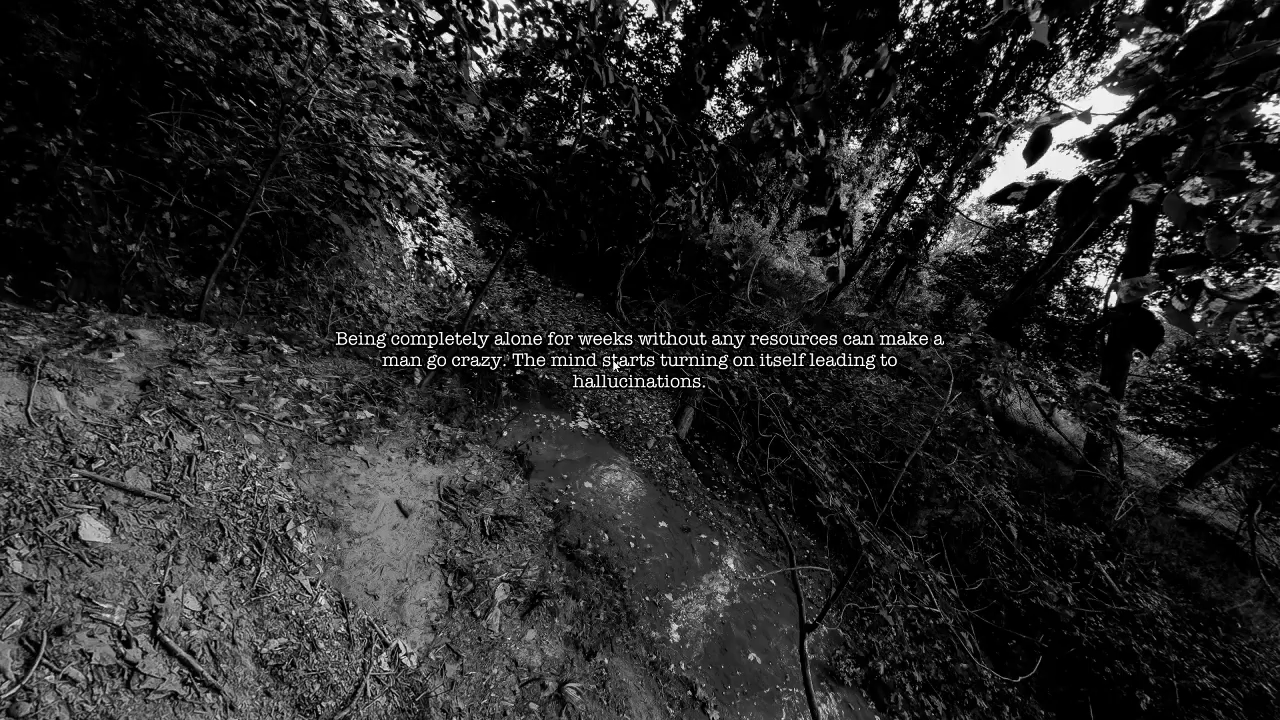 Being completely alone for weeks without any resources can make a
man go crazy. The mind starts turning on itself leading to
hallucinations.